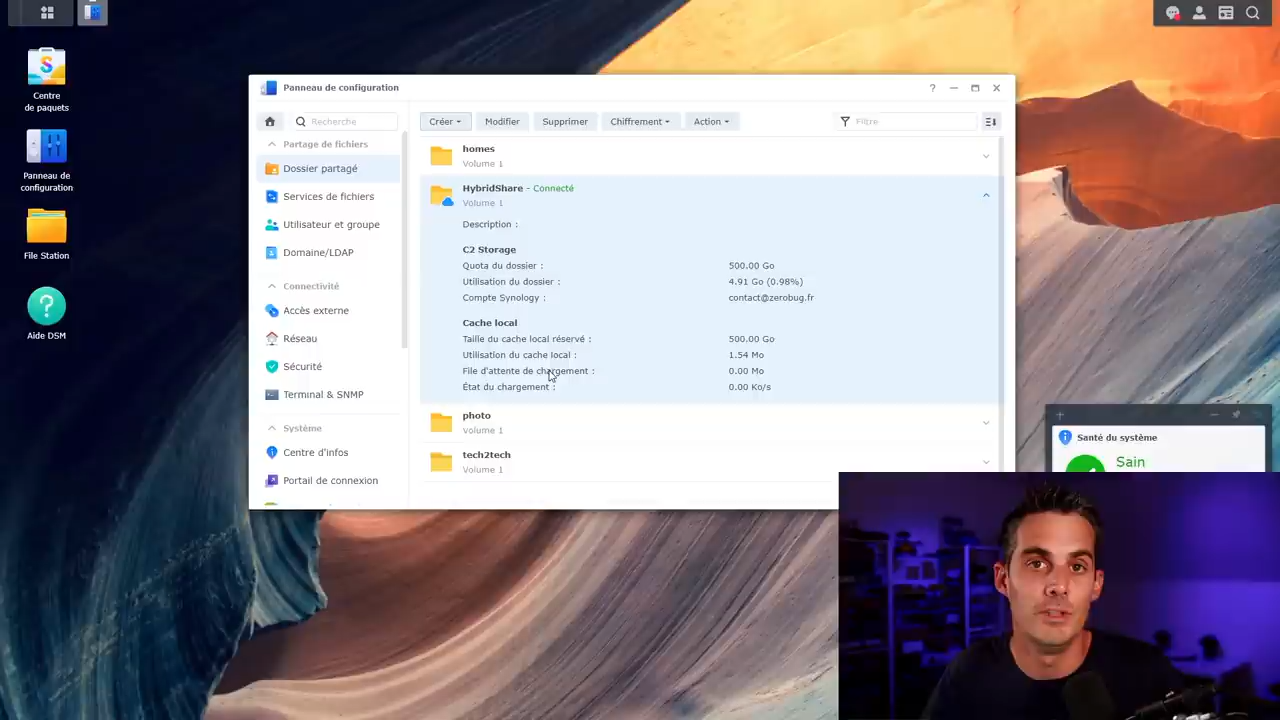 Centre
de paquets
Panneau de
configuration
File Station
Aide DSM
Panneau de configuration
Recherche
Créer
Modifier
Supprimer
Chiffrement
Action
Filtre
Partage de fichiers
Dossier partagé
Services de fichiers
Utilisateur et groupe
Domaine/LDAP
Connectivité
Accès externe
Réseau
Sécurité
Terminal & SNMP
Système
Centre d'infos
Portail de connexion
homes
Volume 1
HybridShare - Connecté
Volume 1
Description :
C2 Storage
Quota du dossier : 500.00 Go
Utilisation du dossier : 4.91 Go (0.98%)
Compte Synology : contact@zerobug.fr
Cache local
Taille du cache local réservé : 500.00 Go
Utilisation du cache local : 1.54 Mo
File d'attente de chargement : 0.00 Mo
État du chargement : 0.00 Ko/s
photo
Volume 1
tech2tech
Volume 1
Santé du système
Sain